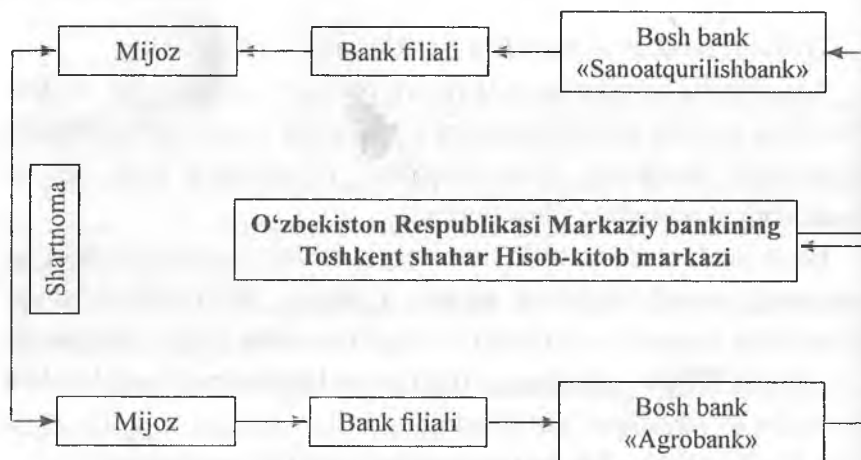 Mijoz
Bank filiali
Bosh bank
«Sanoatqurilishbank»
Shartnoma
O‘zbekiston Respublikasi Markaziy bankining
Toshkent shahar Hisob-kitob markazi
Mijoz
Bank filiali
Bosh bank
«Agrobank»